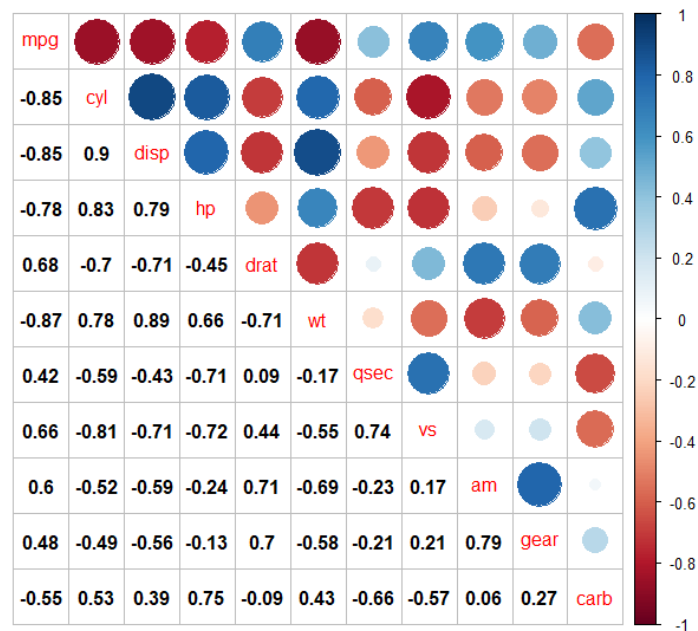 mpg
-0.85 cyl
-0.85 0.9 disp
-0.78 0.83 0.79 hp
0.68 -0.7 -0.71 -0.45 drat
-0.87 0.78 0.89 0.66 -0.71 wt
0.42 -0.59 -0.43 -0.71 0.09 -0.17 qsec
0.66 -0.81 -0.71 -0.72 0.44 -0.55 0.74 vs
0.6 -0.52 -0.59 -0.24 0.71 -0.69 -0.23 0.17 am
0.48 -0.49 -0.56 -0.13 0.7 -0.58 -0.21 0.21 0.79 gear
-0.55 0.53 0.39 0.75 -0.09 0.43 -0.66 -0.57 0.06 0.27 carb
1
0.8
0.6
0.4
0.2
0
-0.2
-0.4
-0.6
-0.8
-1